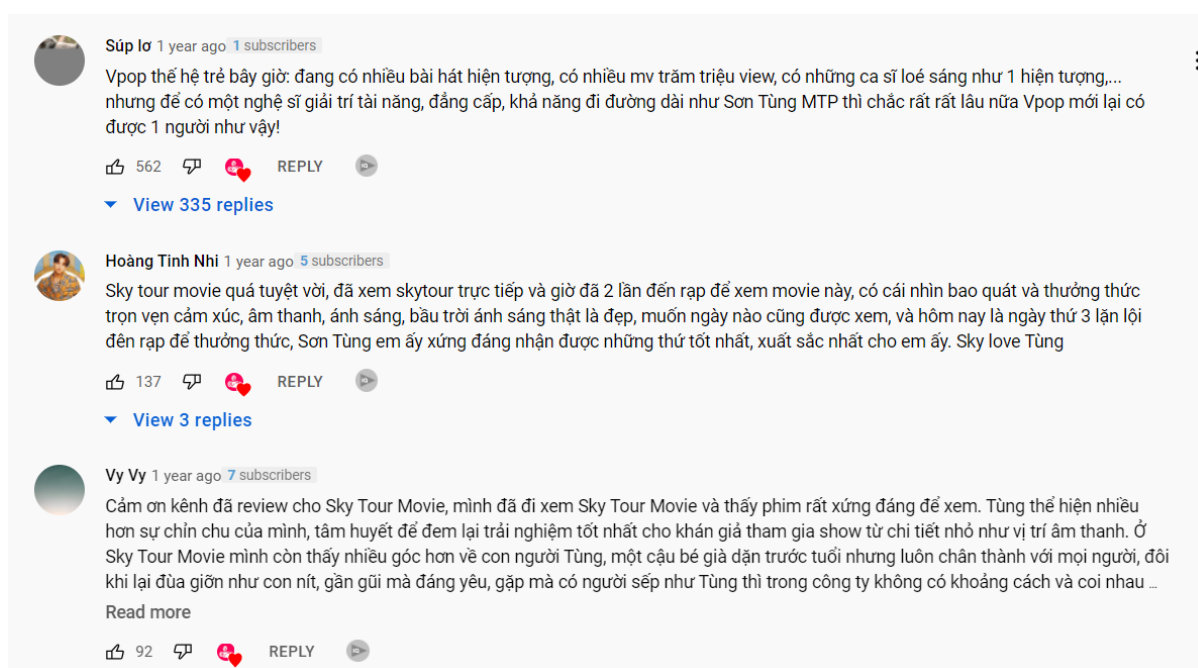 Súp lơ 1 year ago 1 subscribers
Vpop thế hệ trẻ bây giờ: đang có nhiều bài hát hiện tượng, có nhiều mv trăm triệu view, có những ca sĩ loé sáng như 1 hiện tượng,...
nhưng để có một nghệ sĩ giải trí tài năng, đẳng cấp, khả năng đi đường dài như Sơn Tùng MTP thì chắc rất rất lâu nữa Vpop mới lại có
được 1 người như vậy!
562 REPLY
View 335 replies
Hoàng Tinh Nhi 1 year ago 5 subscribers
Sky tour movie quá tuyệt vời, đã xem skytour trực tiếp và giờ đã 2 lần đến rạp để xem movie này, có cái nhìn bao quát và thưởng thức
trọn vẹn cảm xúc, âm thanh, ánh sáng, bầu trời ánh sáng thật là đẹp, muốn ngày nào cũng được xem, và hôm nay là ngày thứ 3 lặn lội
đên rạp để thưởng thức, Sơn Tùng em ấy xứng đáng nhận được những thứ tốt nhất, xuất sắc nhất cho em ấy. Sky love Tùng
137 REPLY
View 3 replies
Vy Vy 1 year ago 7 subscribers
Cảm ơn kênh đã review cho Sky Tour Movie, mình đã đi xem Sky Tour Movie và thấy phim rất xứng đáng để xem. Tùng thể hiện nhiều
hơn sự chỉn chu của mình, tâm huyết để đem lại trải nghiệm tốt nhất cho khán giả tham gia show từ chi tiết nhỏ như vị trí âm thanh. Ở
Sky Tour Movie mình còn thấy nhiều góc hơn về con người Tùng, một cậu bé già dặn trước tuổi nhưng luôn chân thành với mọi người, đôi
khi lại đùa giỡn như con nít, gần gũi mà đáng yêu, gặp mà có người sếp như Tùng thì trong công ty không có khoảng cách và coi nhau ...
Read more
92 REPLY